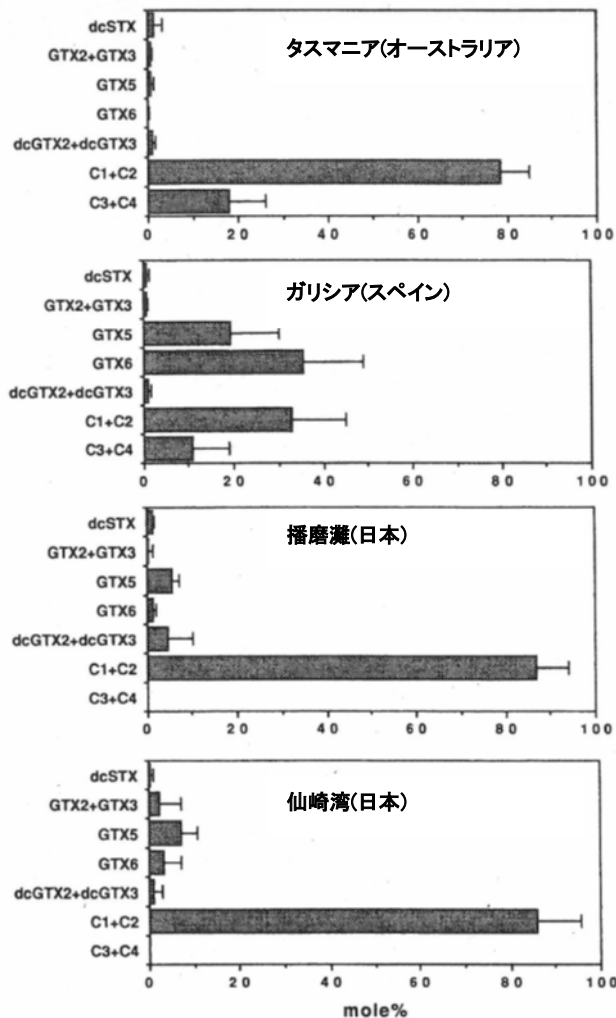 タスマニア(オーストラリア)
dcSTX
GTX2+GTX3
GTX5
GTX6
dcGTX2+dcGTX3
C1+C2
C3+C4
0 20 40 60 80 100
ガリシア(スペイン)
dcSTX
GTX2+GTX3
GTX5
GTX6
dcGTX2+dcGTX3
C1+C2
C3+C4
0 20 40 60 80 100
播磨灘(日本)
dcSTX
GTX2+GTX3
GTX5
GTX6
dcGTX2+dcGTX3
C1+C2
C3+C4
0 20 40 60 80 100
仙崎湾(日本)
dcSTX
GTX2+GTX3
GTX5
GTX6
dcGTX2+dcGTX3
C1+C2
C3+C4
0 20 40 60 80 100
mole%